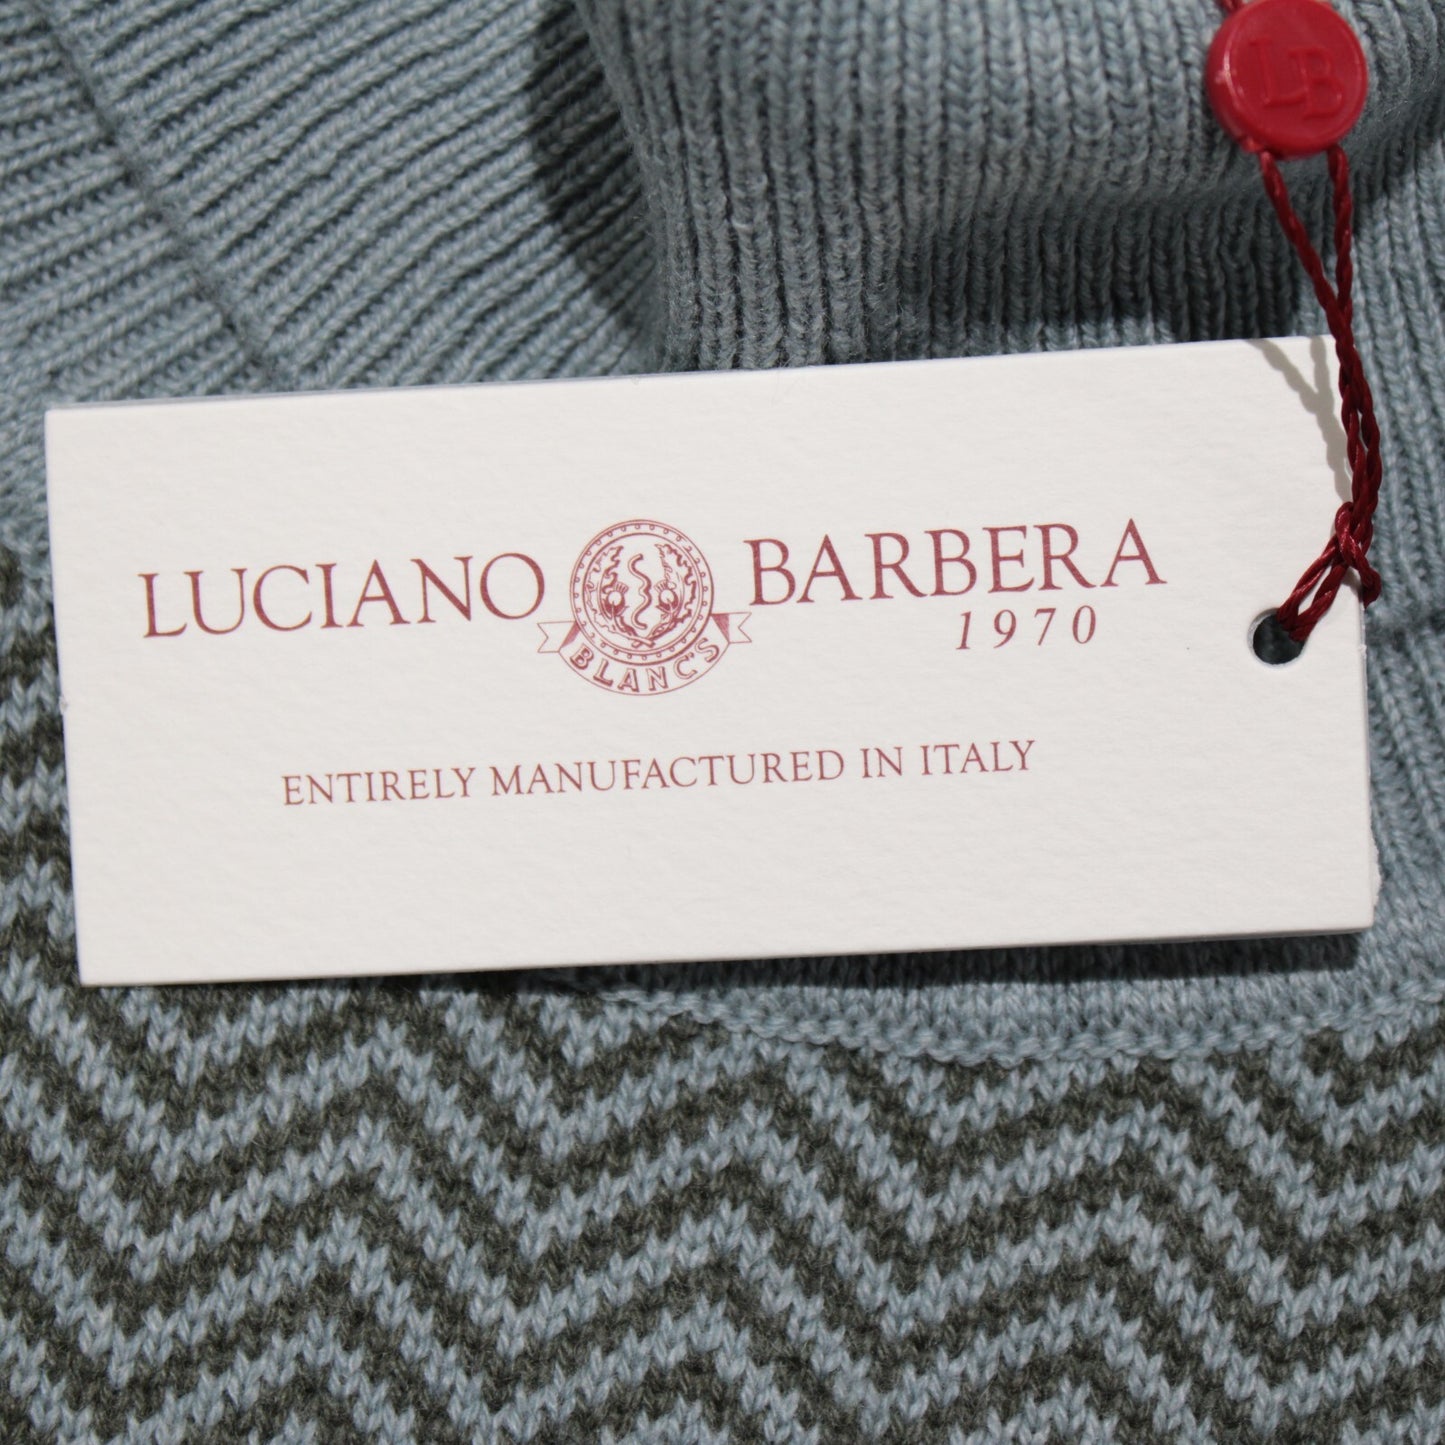 LB
LUCIANO BARBERA
1970
BLANC'S
ENTIRELY MANUFACTURED IN ITALY